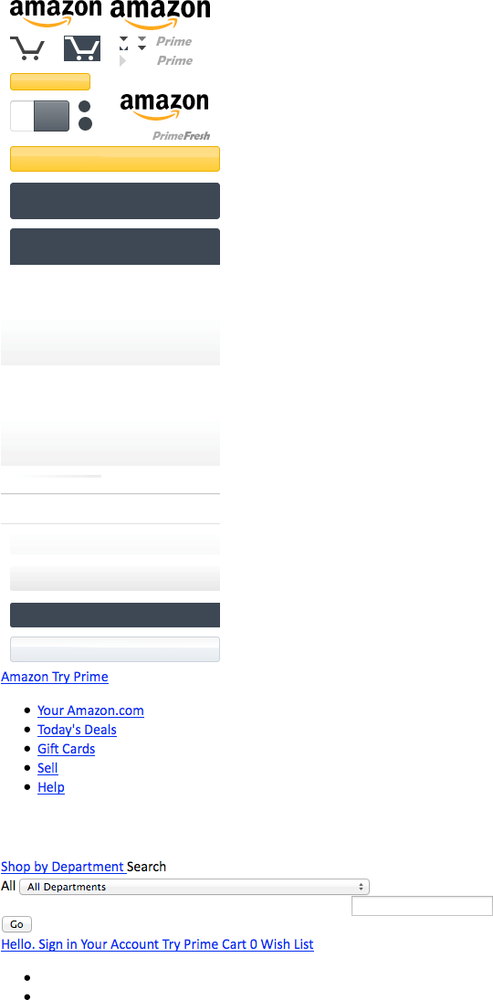 amazon amazon
Prime
Prime
amazon
PrimeFresh
Amazon Try Prime
Your Amazon.com
Today's Deals
Gift Cards
Sell
Help
Shop by Department Search
All All Departments
Go
Hello. Sign in Your Account Try Prime Cart 0 Wish List